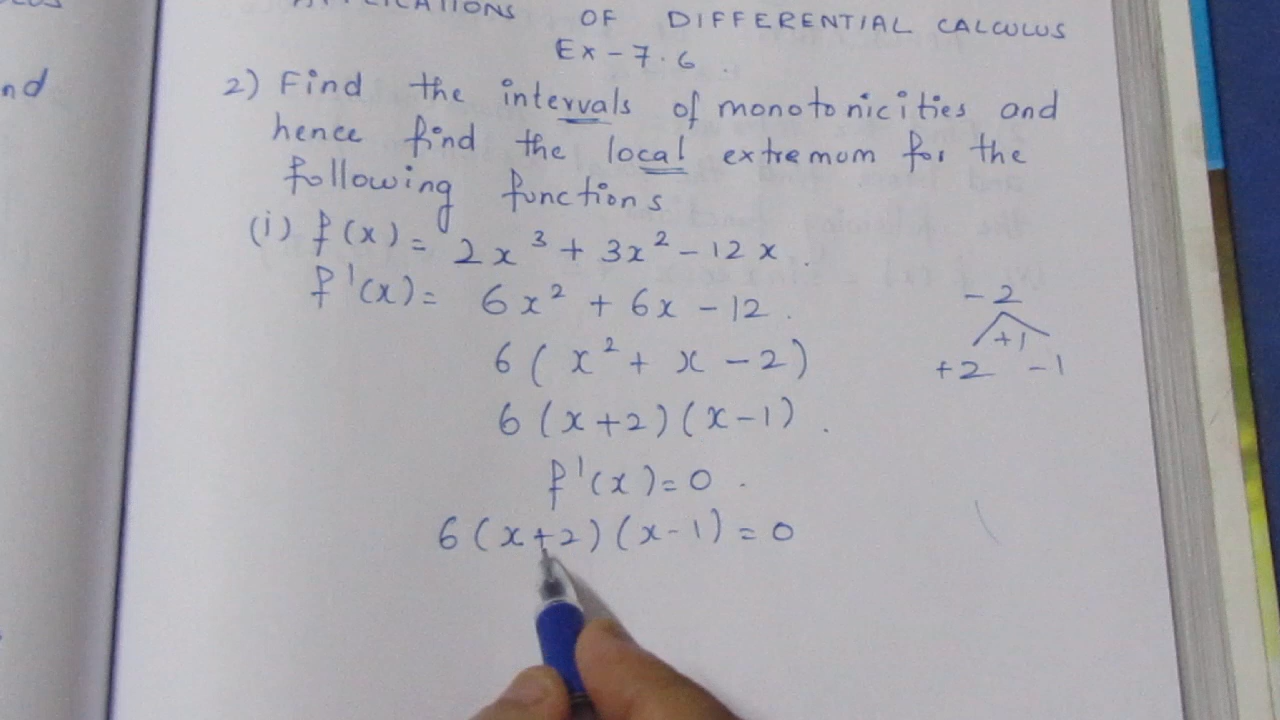 nd
OF DIFFERENTIAL CALCULUS
Ex-7.6.
2) Find the intervals of monotonicities and
hence find the local extremom for the
following functions
(i) f(x) = 2x³ + 3x² - 12x.
f'(x) = 6x² + 6x - 12.
6(x² + x - 2)
6(x+2)(x-1).
f'(x)=0.
6(x+2)(x-1)=0
-2
+1
+2 -1